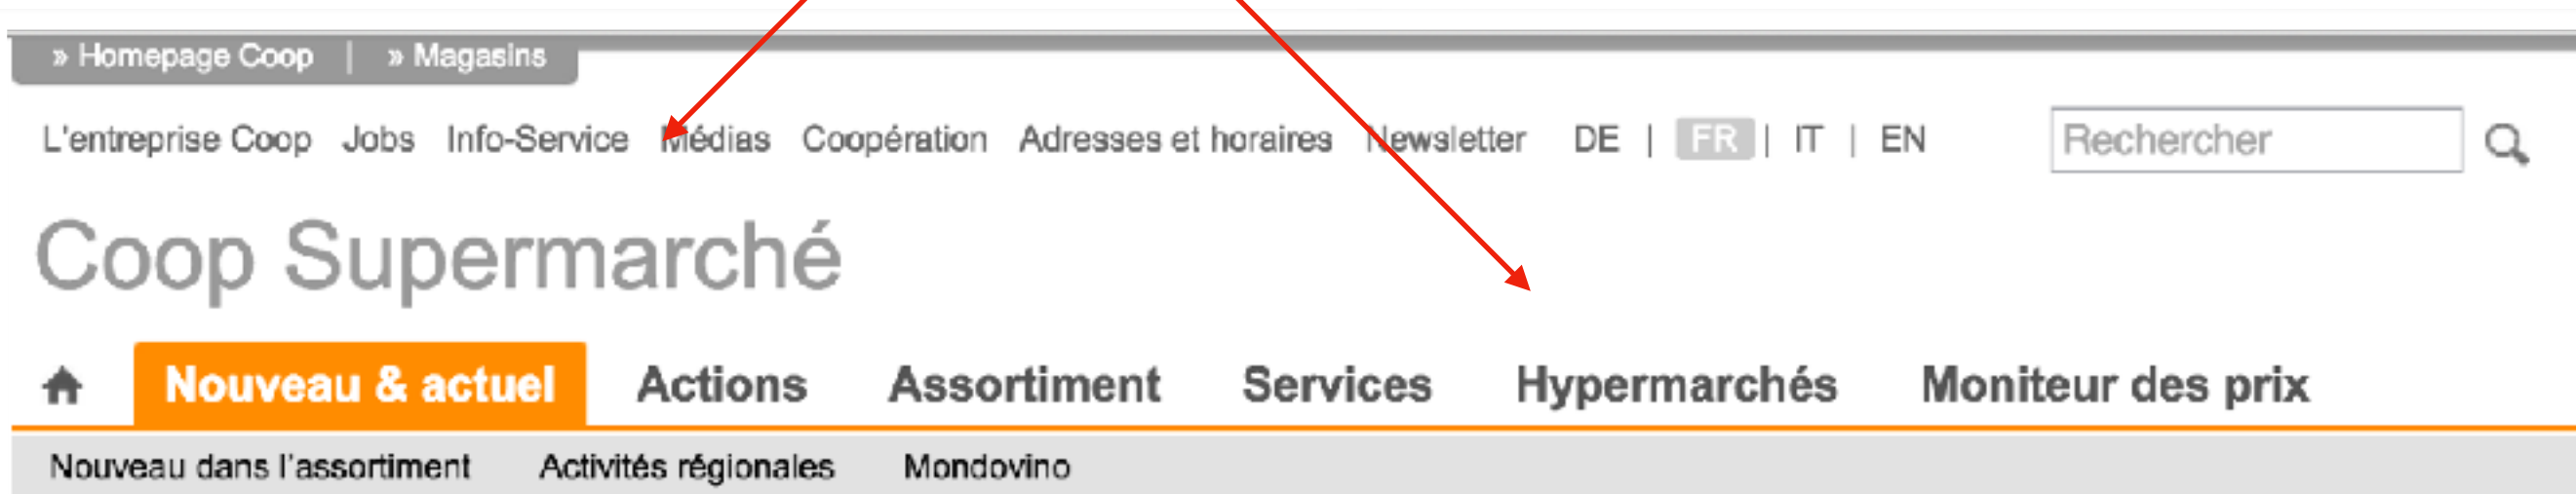 » Homepage Coop | » Magasins
L'entreprise Coop Jobs Info-Service Médias Coopération Adresses et horaires Newsletter DE | FR | IT | EN Rechercher
Coop Supermarché
Nouveau & actuel Actions Assortiment Services Hypermarchés Moniteur des prix
Nouveau dans l'assortiment Activités régionales Mondovino